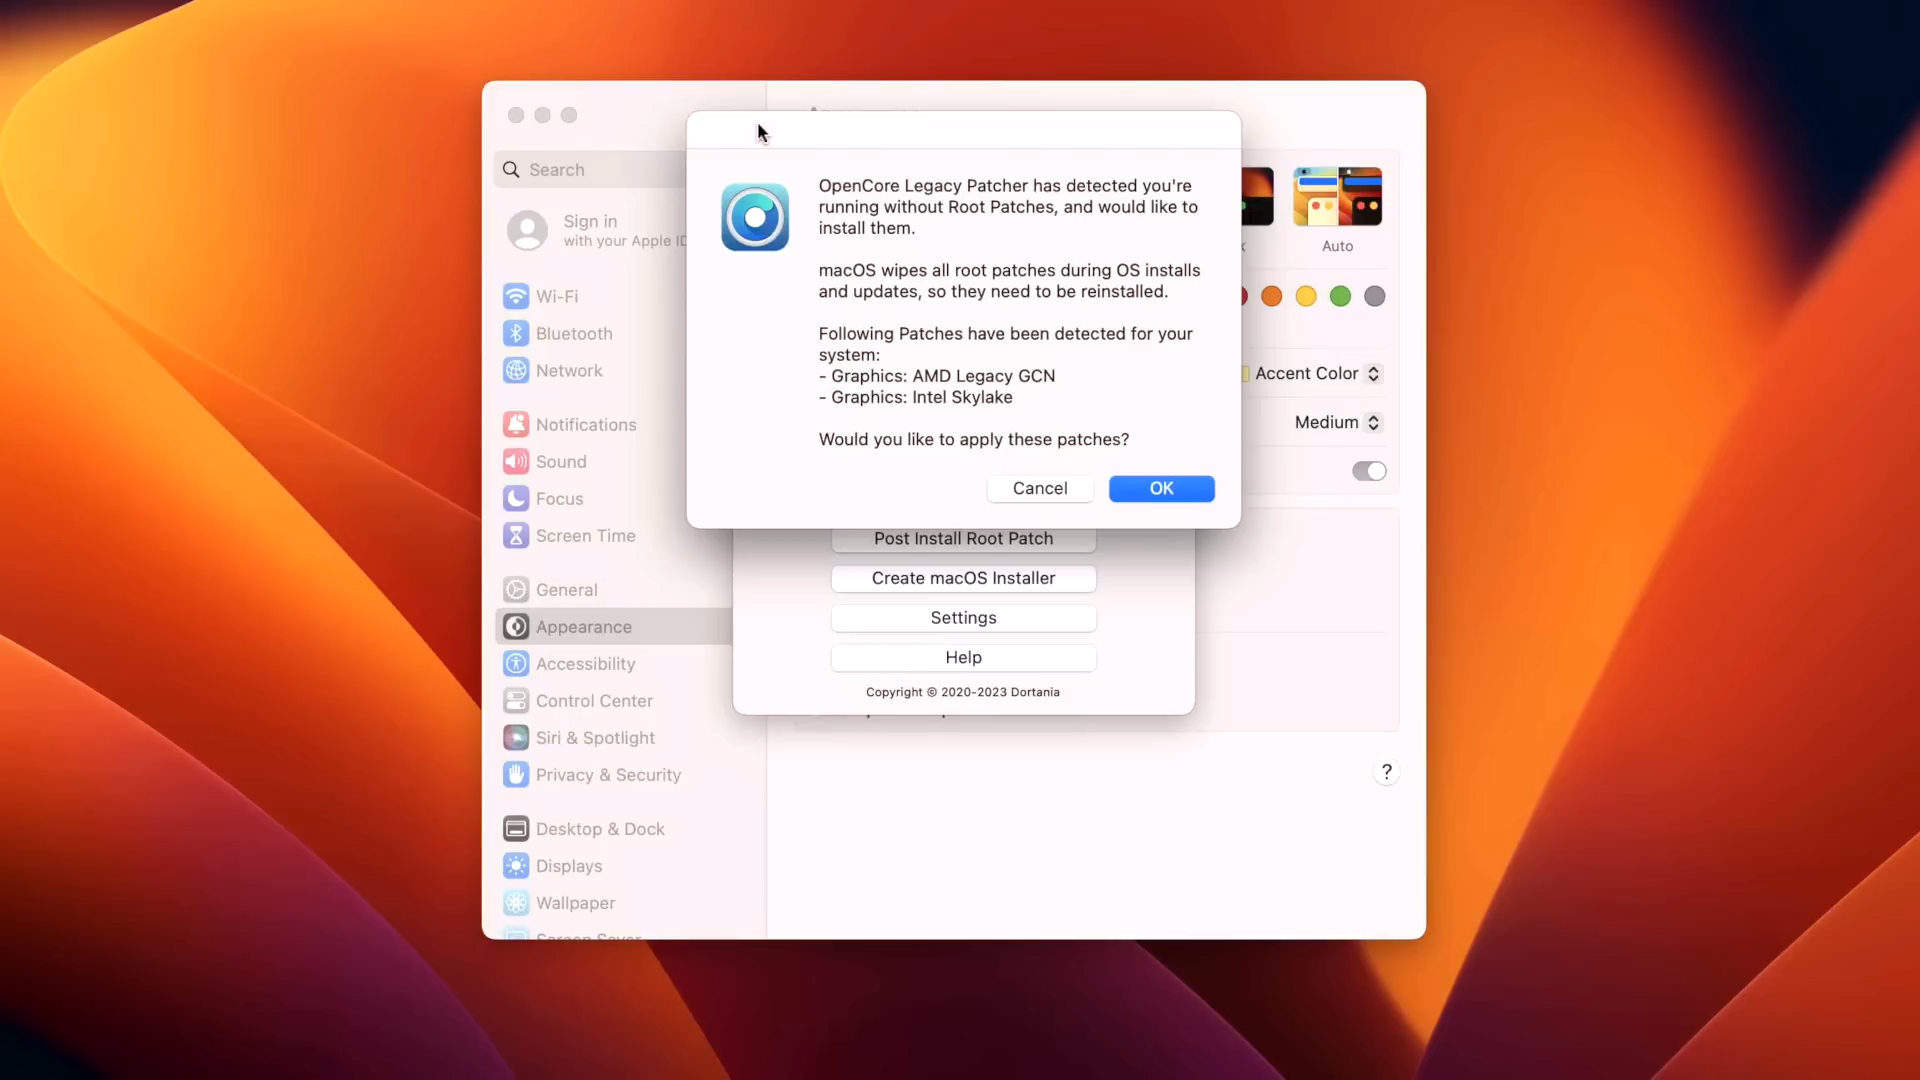 Search
Sign in
with your Apple ID
Wi-Fi
Bluetooth
Network
Notifications
Sound
Focus
Screen Time
General
Appearance
Accessibility
Control Center
Siri & Spotlight
Privacy & Security
Desktop & Dock
Displays
Wallpaper
OpenCore Legacy Patcher has detected you're
running without Root Patches, and would like to
install them.
macOS wipes all root patches during OS installs
and updates, so they need to be reinstalled.
Following Patches have been detected for your
system:
- Graphics: AMD Legacy GCN
- Graphics: Intel Skylake
Would you like to apply these patches?
Cancel
OK
Post Install Root Patch
Create macOS Installer
Settings
Help
Copyright © 2020-2023 Dortania
Auto
Accent Color
Medium
?